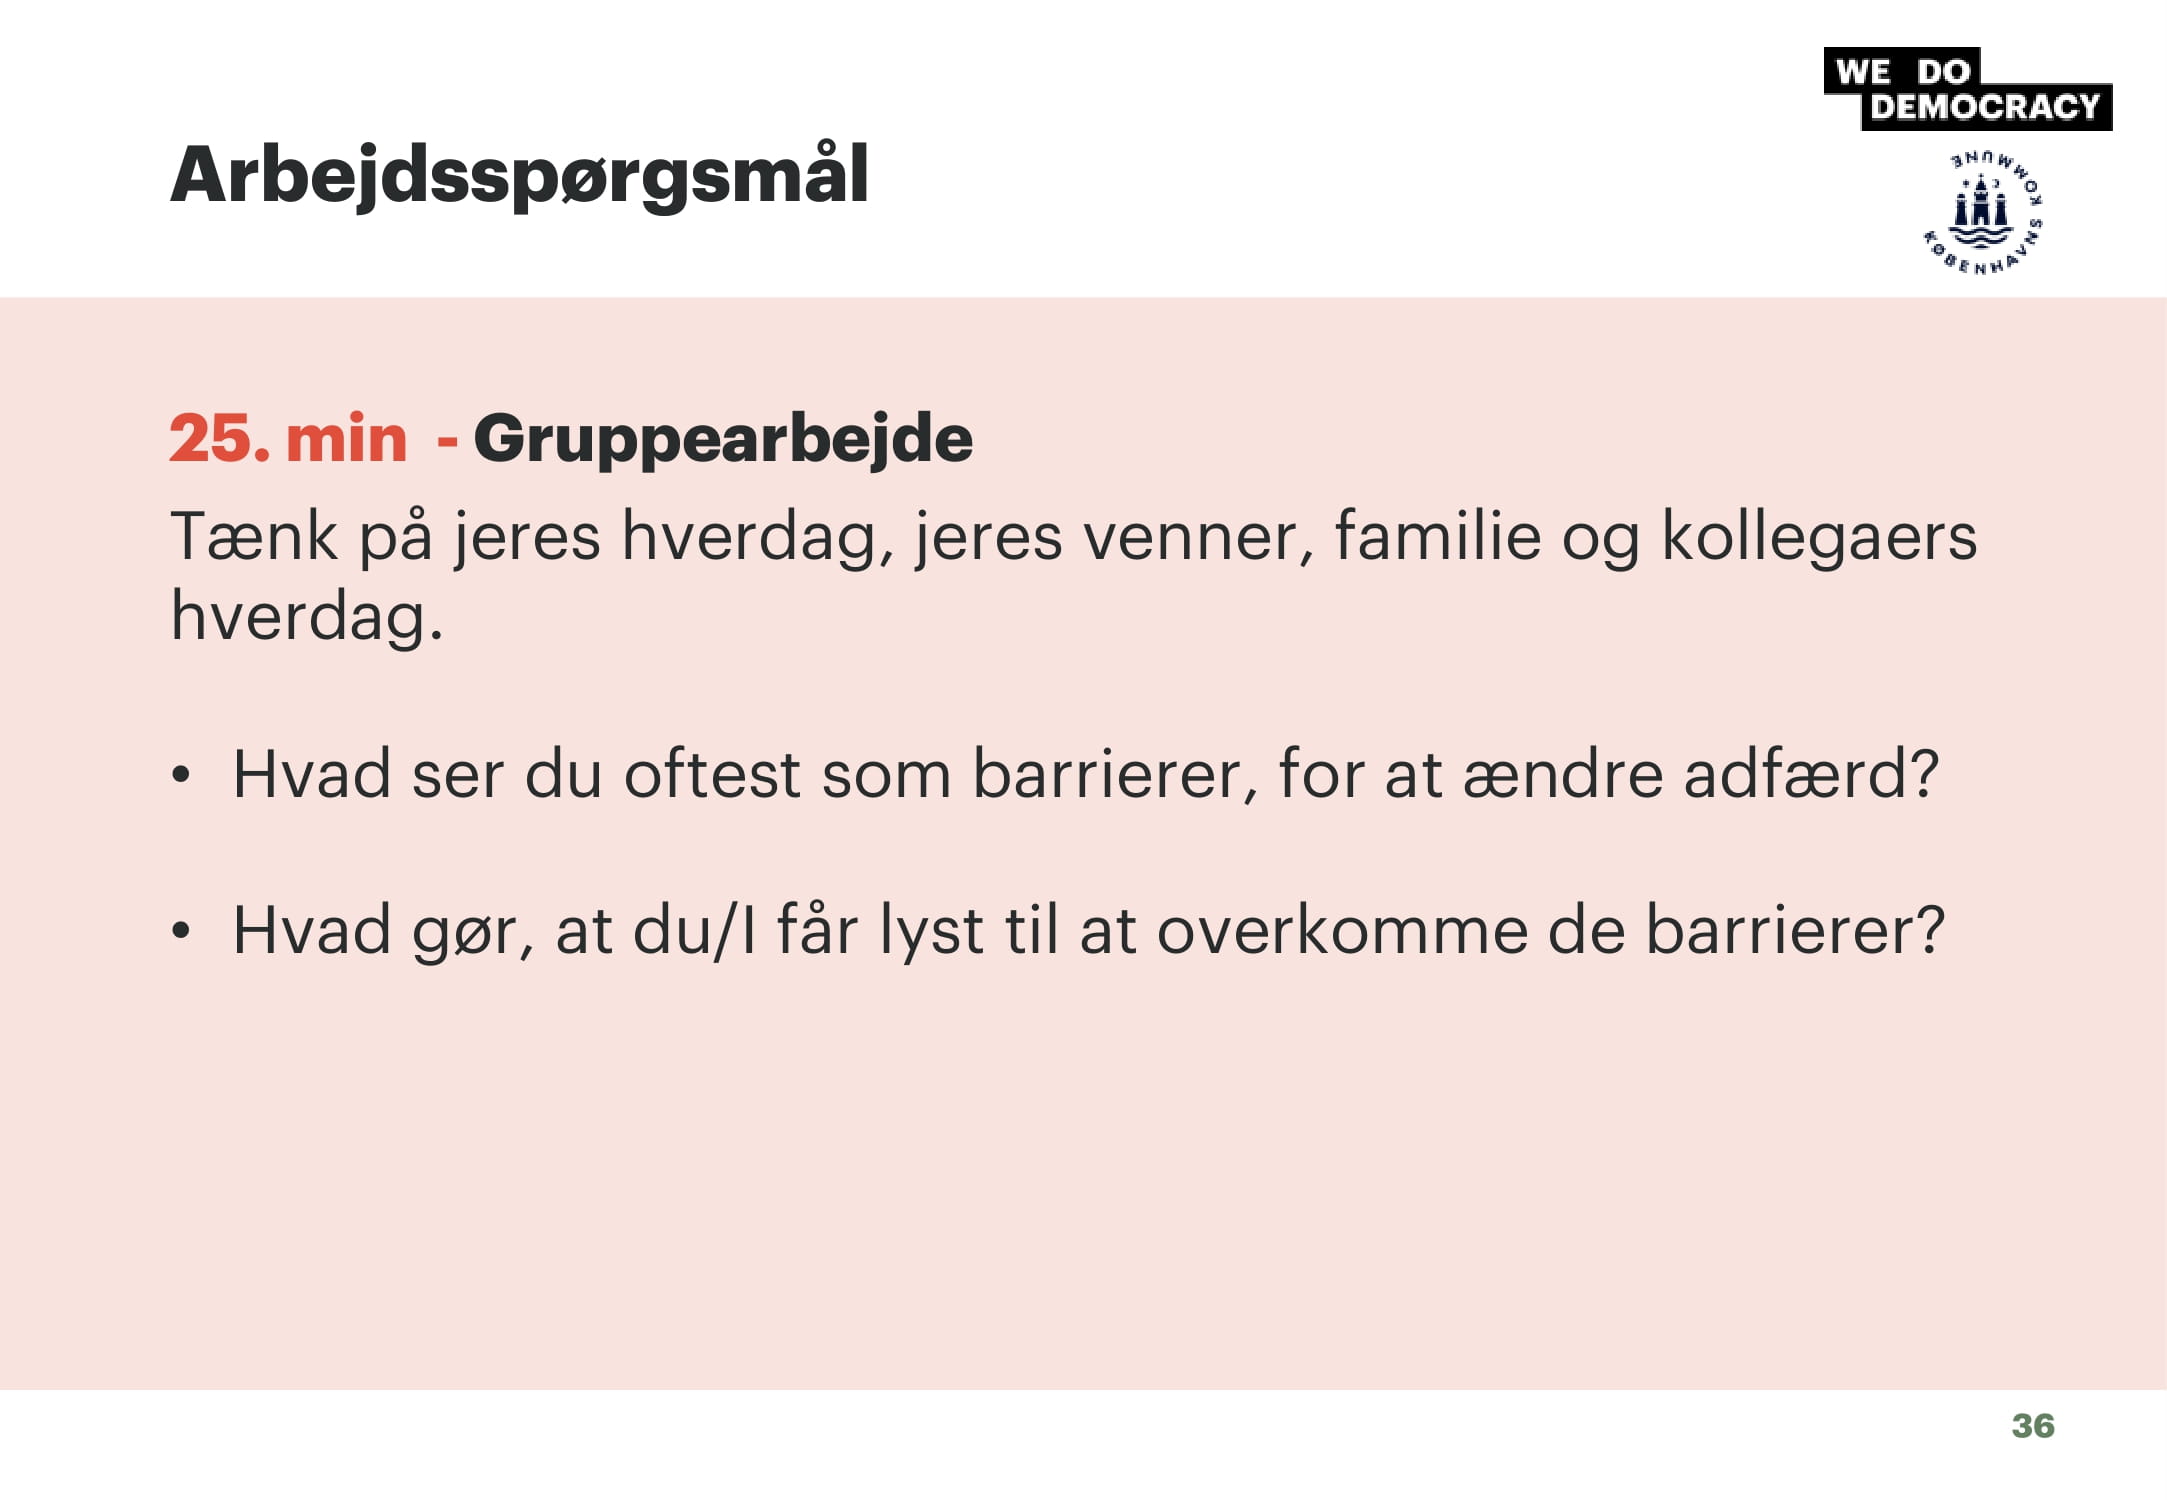 WE DO
DEMOCRACY
KØBENHAVNS KOMMUNE
Arbejdsspørgsmål
25. min - Gruppearbejde
Tænk på jeres hverdag, jeres venner, familie og kollegaers
hverdag.
• Hvad ser du oftest som barrierer, for at ændre adfærd?
• Hvad gør, at du/I får lyst til at overkomme de barrierer?
36